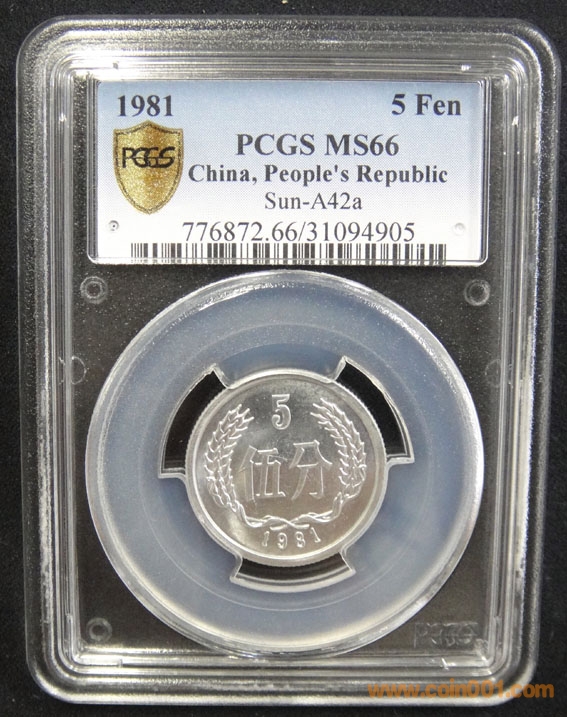 1981 5 Fen
PCGS
PCGS MS66
China, People's Republic
Sun-A42a
776872.66/31094905
5
伍分
1981
PCGS
www.coin001.com